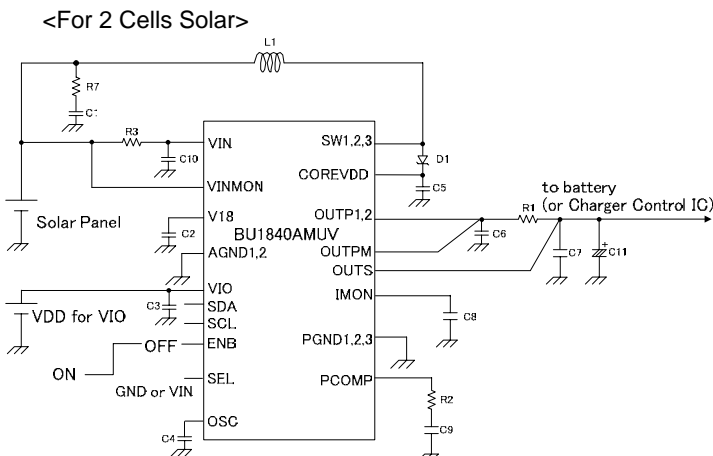 <For 2 Cells Solar>
L1
R7
C1
R3
C10
VIN
SW1,2,3
D1
VINMON
COREVDD
C5
to battery
(or Charger Control IC)
Solar Panel
V18
C2
BU1840AMUV
OUTP1,2
R1
C6
AGND1,2
OUTPM
C7
C11
+
OUTS
VIO
VDD for VIO
C3
SDA
IMON
C8
SCL
OFF
ENB
PGND1,2,3
ON
SEL
GND or VIN
PCOMP
R2
OSC
C4
C9